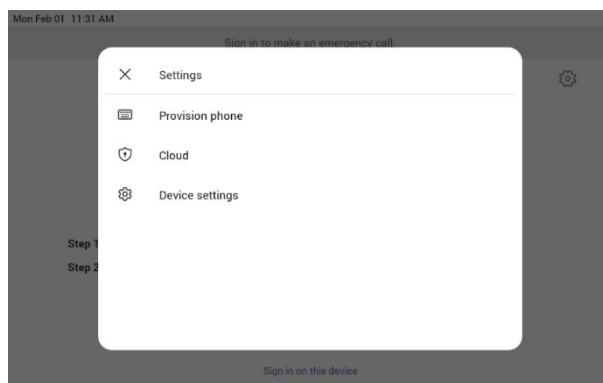 Mon Feb 01 11:31 AM
Sign in to make an emergency call.
Settings
Provision phone
Cloud
Device settings
Step 1
Step 2
Sign in on this device